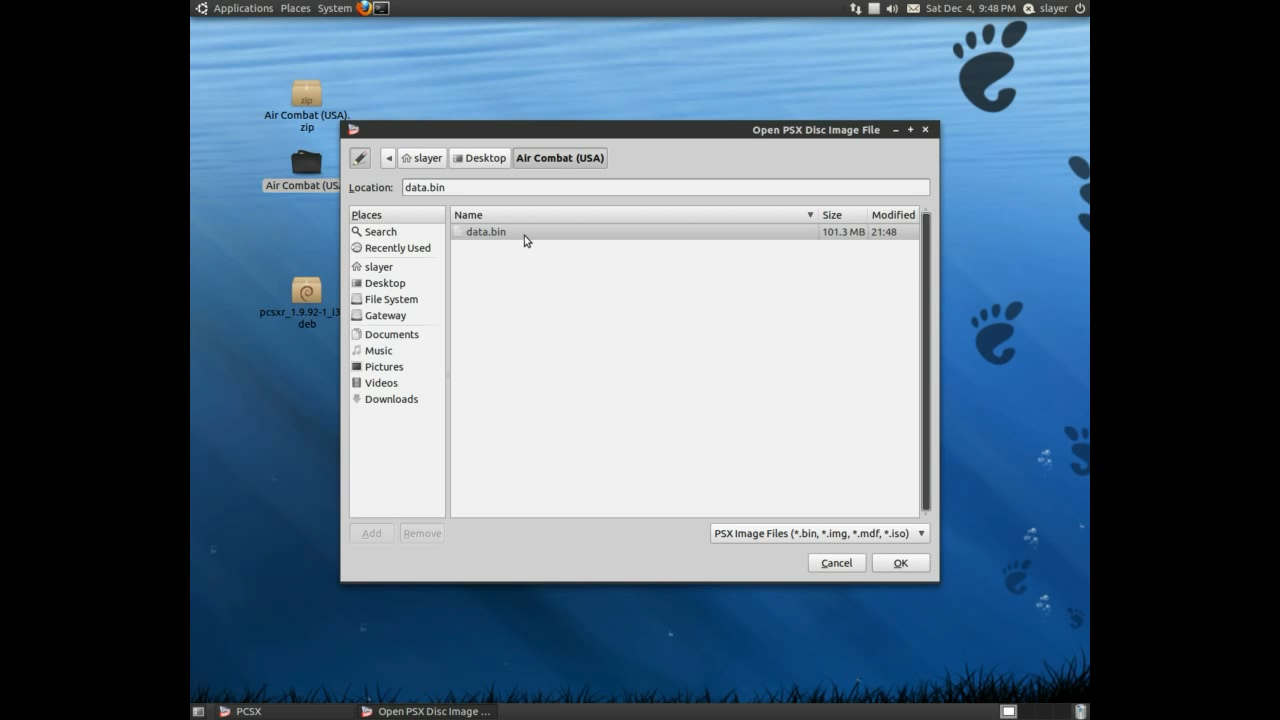 Applications Places System
Sat Dec 4, 9:48 PM
slayer
zip
Air Combat (USA).
zip
Air Combat (US
pcsxr_1.9.92-1_i3
deb
Open PSX Disc Image File
slayer
Desktop
Air Combat (USA)
Location: data.bin
Places
Search
Recently Used
slayer
Desktop
File System
Gateway
Documents
Music
Pictures
Videos
Downloads
Name Size Modified
data.bin 101.3 MB 21:48
Add Remove
PSX Image Files (*.bin, *.img, *.mdf, *.iso)
Cancel OK
PCSX
Open PSX Disc Image ...